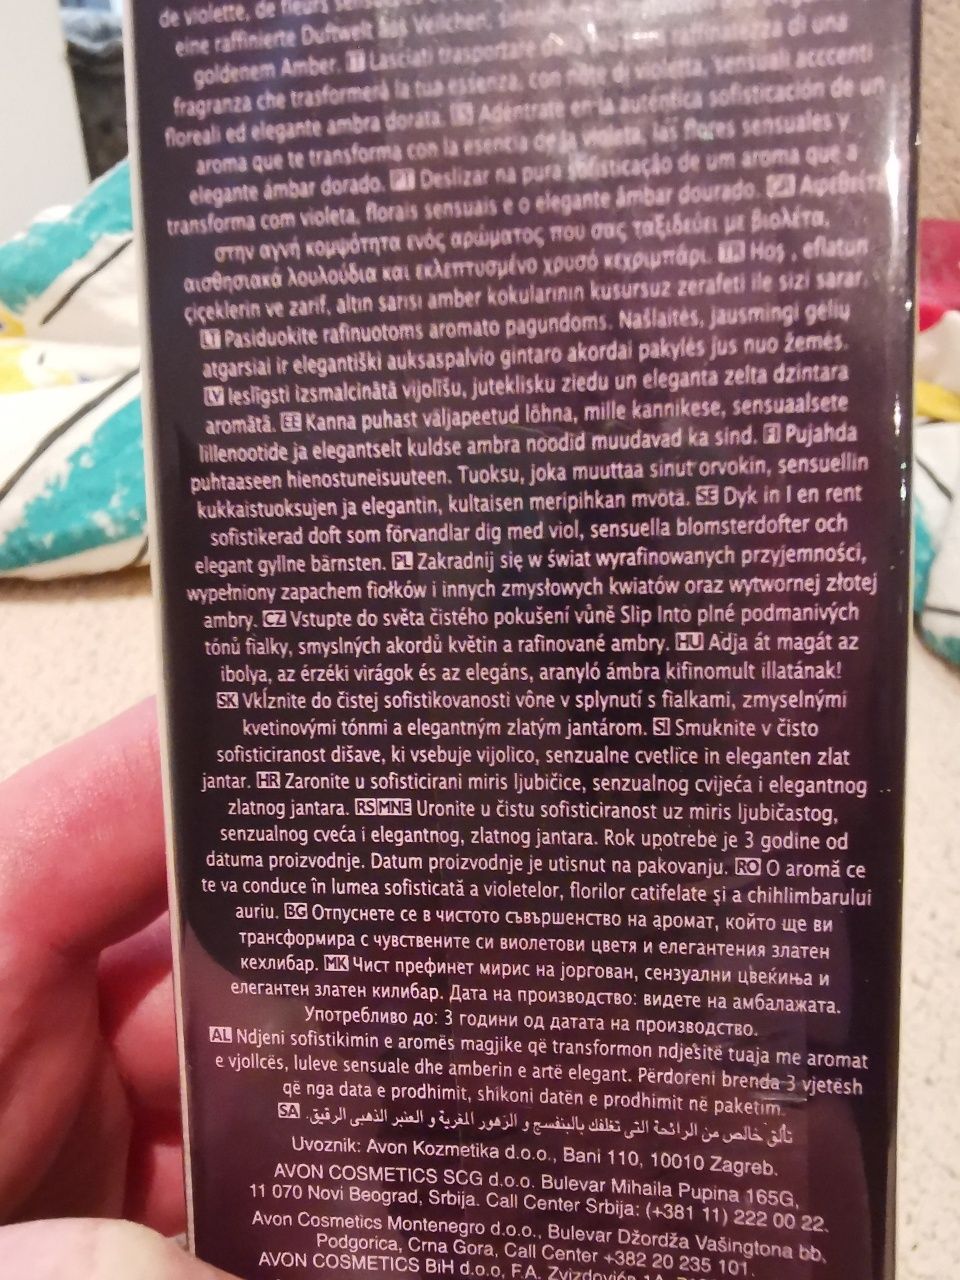 de violette, de fleurs
eine raffinierte Duftwelt aus Veilchen,
goldenem Amber. IT Lasciati trasportare raffinatezza di una
fragranza che trasformerà la tua essenza, con note di violetta, sensuali acccenti
floreali ed elegante ambra dorata. ES Adéntrate en la auténtica sofisticación de un
aroma que te transforma con la esencia de la violeta, las flores sensuales y
elegante ámbar dorado. PT Deslizar na pura sofisticação de um aroma que a
transforma com violeta, florais sensuais e o elegante âmbar dourado. GR Αφεθείτε
στην αγνή κομψότητα ενός αρώματος που σας ταξιδεύει με βιολέτα,
αισθησιακά λουλούδια και εκλεπτυσμένο χρυσό κεχριμπάρι. TR Hoş , eflatun
çiçeklerin ve zarif, altın sarısı amber kokularının kusursuz zerafeti ile sizi sarar.
LT Pasiduokite rafinuotoms aromato pagundoms. Našlaitės, jausmingi gėlių
atgarsiai ir elegantiški auksaspalvio gintaro akordai pakylės jus nuo žemės.
LV Ieslīgsti izsmalcinātā vijolīšu, juteklisku ziedu un eleganta zelta dzintara
aromātā. EE Kanna puhast väljapeetud lõhna, mille kannikese, sensuaalsete
lillenootide ja elegantselt kuldse ambra noodid muudavad ka sind. FI Pujahda
puhtaaseen hienostuneisuuteen. Tuoksu, joka muuttaa sinut orvokin, sensuellin
kukkaistuoksujen ja elegantin, kultaisen meripihkan myötä. SE Dyk in I en rent
sofistikerad doft som förvandlar dig med viol, sensuella blomsterdofter och
elegant gyllne bärnsten. PL Zakradnij się w świat wyrafinowanych przyjemności,
wypełniony zapachem fiołków i innych zmysłowych kwiatów oraz wytwornej złotej
ambry. CZ Vstupte do světa čistého pokušení vůně Slip Into plné podmanivých
tónů fialky, smyslných akordů květin a rafinované ambry. HU Adja át magát az
ibolya, az érzéki virágok és az elegáns, aranyló ámbra kifinomult illatának!
SK Vkĺznite do čistej sofistikovanosti vône v splynutí s fialkami, zmyselnými
kvetinovými tónmi a elegantným zlatým jantárom. SI Smuknite v čisto
sofisticiranost dišave, ki vsebuje vijolico, senzualne cvetlice in eleganten zlat
jantar. HR Zaronite u sofisticirani miris ljubičice, senzualnog cvijeća i elegantnog
zlatnog jantara. RS MNE Uronite u čistu sofisticiranost uz miris ljubičastog,
senzualnog cveća i elegantnog, zlatnog jantara. Rok upotrebe je 3 godine od
datuma proizvodnje. Datum proizvodnje je utisnut na pakovanju. RO O aromă ce
te va conduce în lumea sofisticată a violetelor, florilor catifelate şi a chihlimbarului
auriu. BG Отпуснете се в чистото съвършенство на аромат, който ще ви
трансформира с чувствените си виолетови цветя и елегантения златен
кехлибар. MK Чист префинет мирис на јоргован, сензуални цвеќиња и
елегантен златен килибар. Дата на производство: видете на амбалажата.
Употребливо до: 3 години од датата на производство.
AL Ndjeni sofistikimin e aromës magjike që transformon ndjesitë tuaja me aromat
e vjollcës, luleve sensuale dhe amberin e artë elegant. Përdoreni brenda 3 vjetësh
që nga data e prodhimit, shikoni datën e prodhimit në paketim.
SA تألق خالص من الرائحة التي تغلفك بالبنفسج و الزهور المغرية و العنبر الذهبي الرقيق.
Uvoznik: Avon Kozmetika d.o.o., Bani 110, 10010 Zagreb.
AVON COSMETICS SCG d.o.o. Bulevar Mihaila Pupina 165G,
11 070 Novi Beograd, Srbija. Call Center Srbija: (+381 11) 222 00 22.
Avon Cosmetics Montenegro d.o.o., Bulevar Džordža Vašingtona bb,
Podgorica, Crna Gora, Call Center +382 20 235 101.
AVON COSMETICS BiH d.o.o, F.A. Zvizdovića 1A,